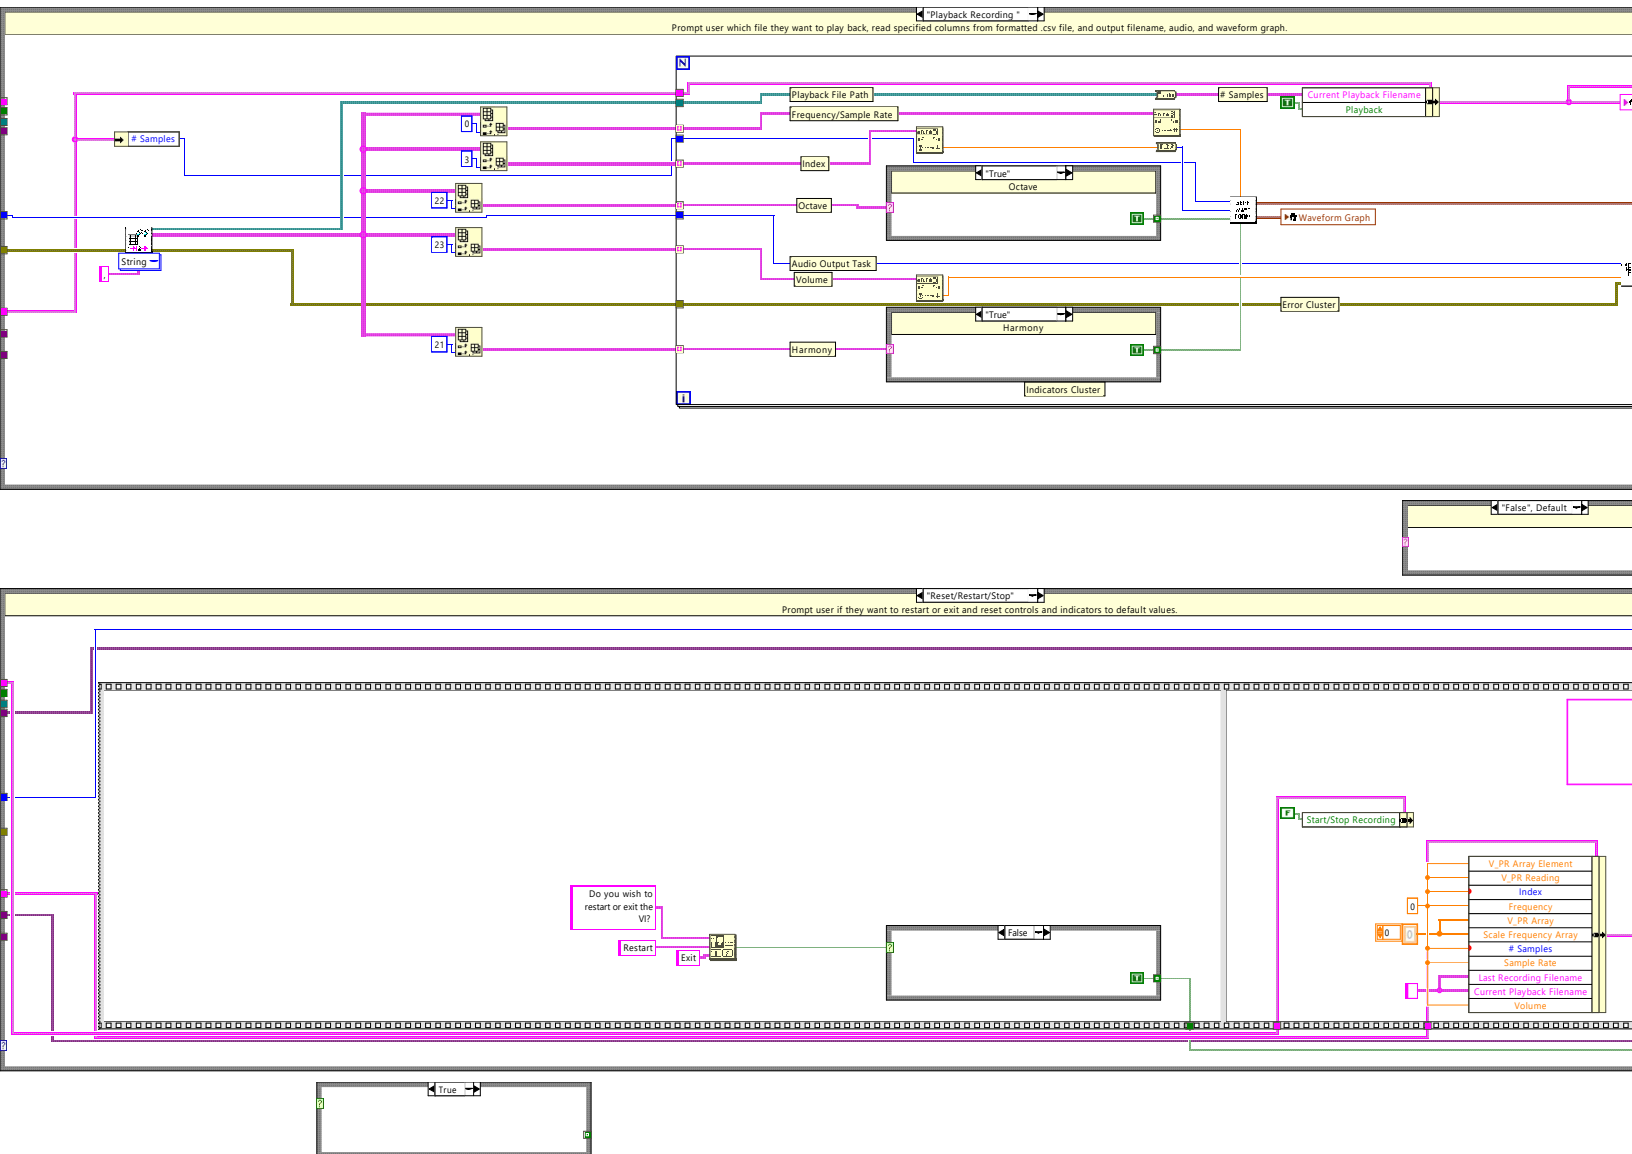 "Playback Recording "
Prompt user which file they want to play back, read specified columns from formatted .csv file, and output filename, audio, and waveform graph.
N
Playback File Path
# Samples
Current Playback Filename
T
Playback
Frequency/Sample Rate
0
# Samples
3
Index
"True"
Octave
22
Octave
T
Waveform Graph
23
String
Audio Output Task
Volume
Error Cluster
"True"
Harmony
21
Harmony
T
Indicators Cluster
i
"False", Default
"Reset/Restart/Stop"
Prompt user if they want to restart or exit and reset controls and indicators to default values.
F
Start/Stop Recording
V_PR Array Element
V_PR Reading
Index
0
Frequency
V_PR Array
0
0
Scale Frequency Array
# Samples
Sample Rate
Last Recording Filename
Current Playback Filename
Volume
Do you wish to
restart or exit the
VI?
Restart
Exit
False
T
True